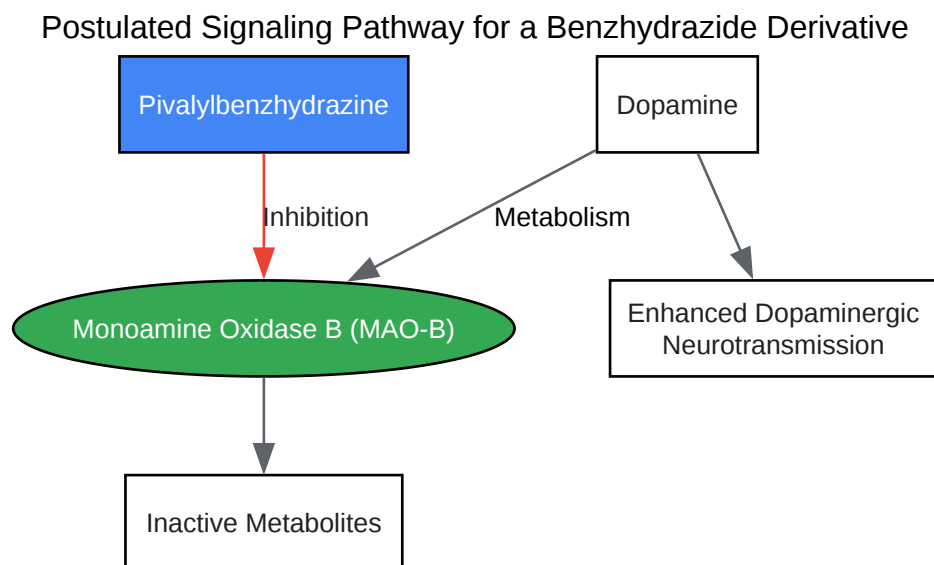 Postulated Signaling Pathway for a Benzhydrazide Derivative
Pivalylbenzhydrazine
Dopamine
Inhibition
Metabolism
Monoamine Oxidase B (MAO-B)
Enhanced Dopaminergic
Neurotransmission
Inactive Metabolites